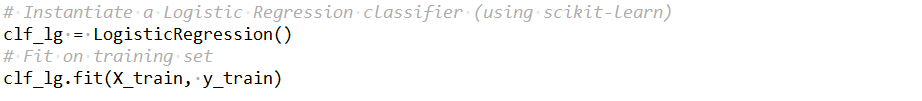 # Instantiate a Logistic Regression classifier (using scikit-learn)
clf_lg = LogisticRegression()
# Fit on training set
clf_lg.fit(X_train, y_train)